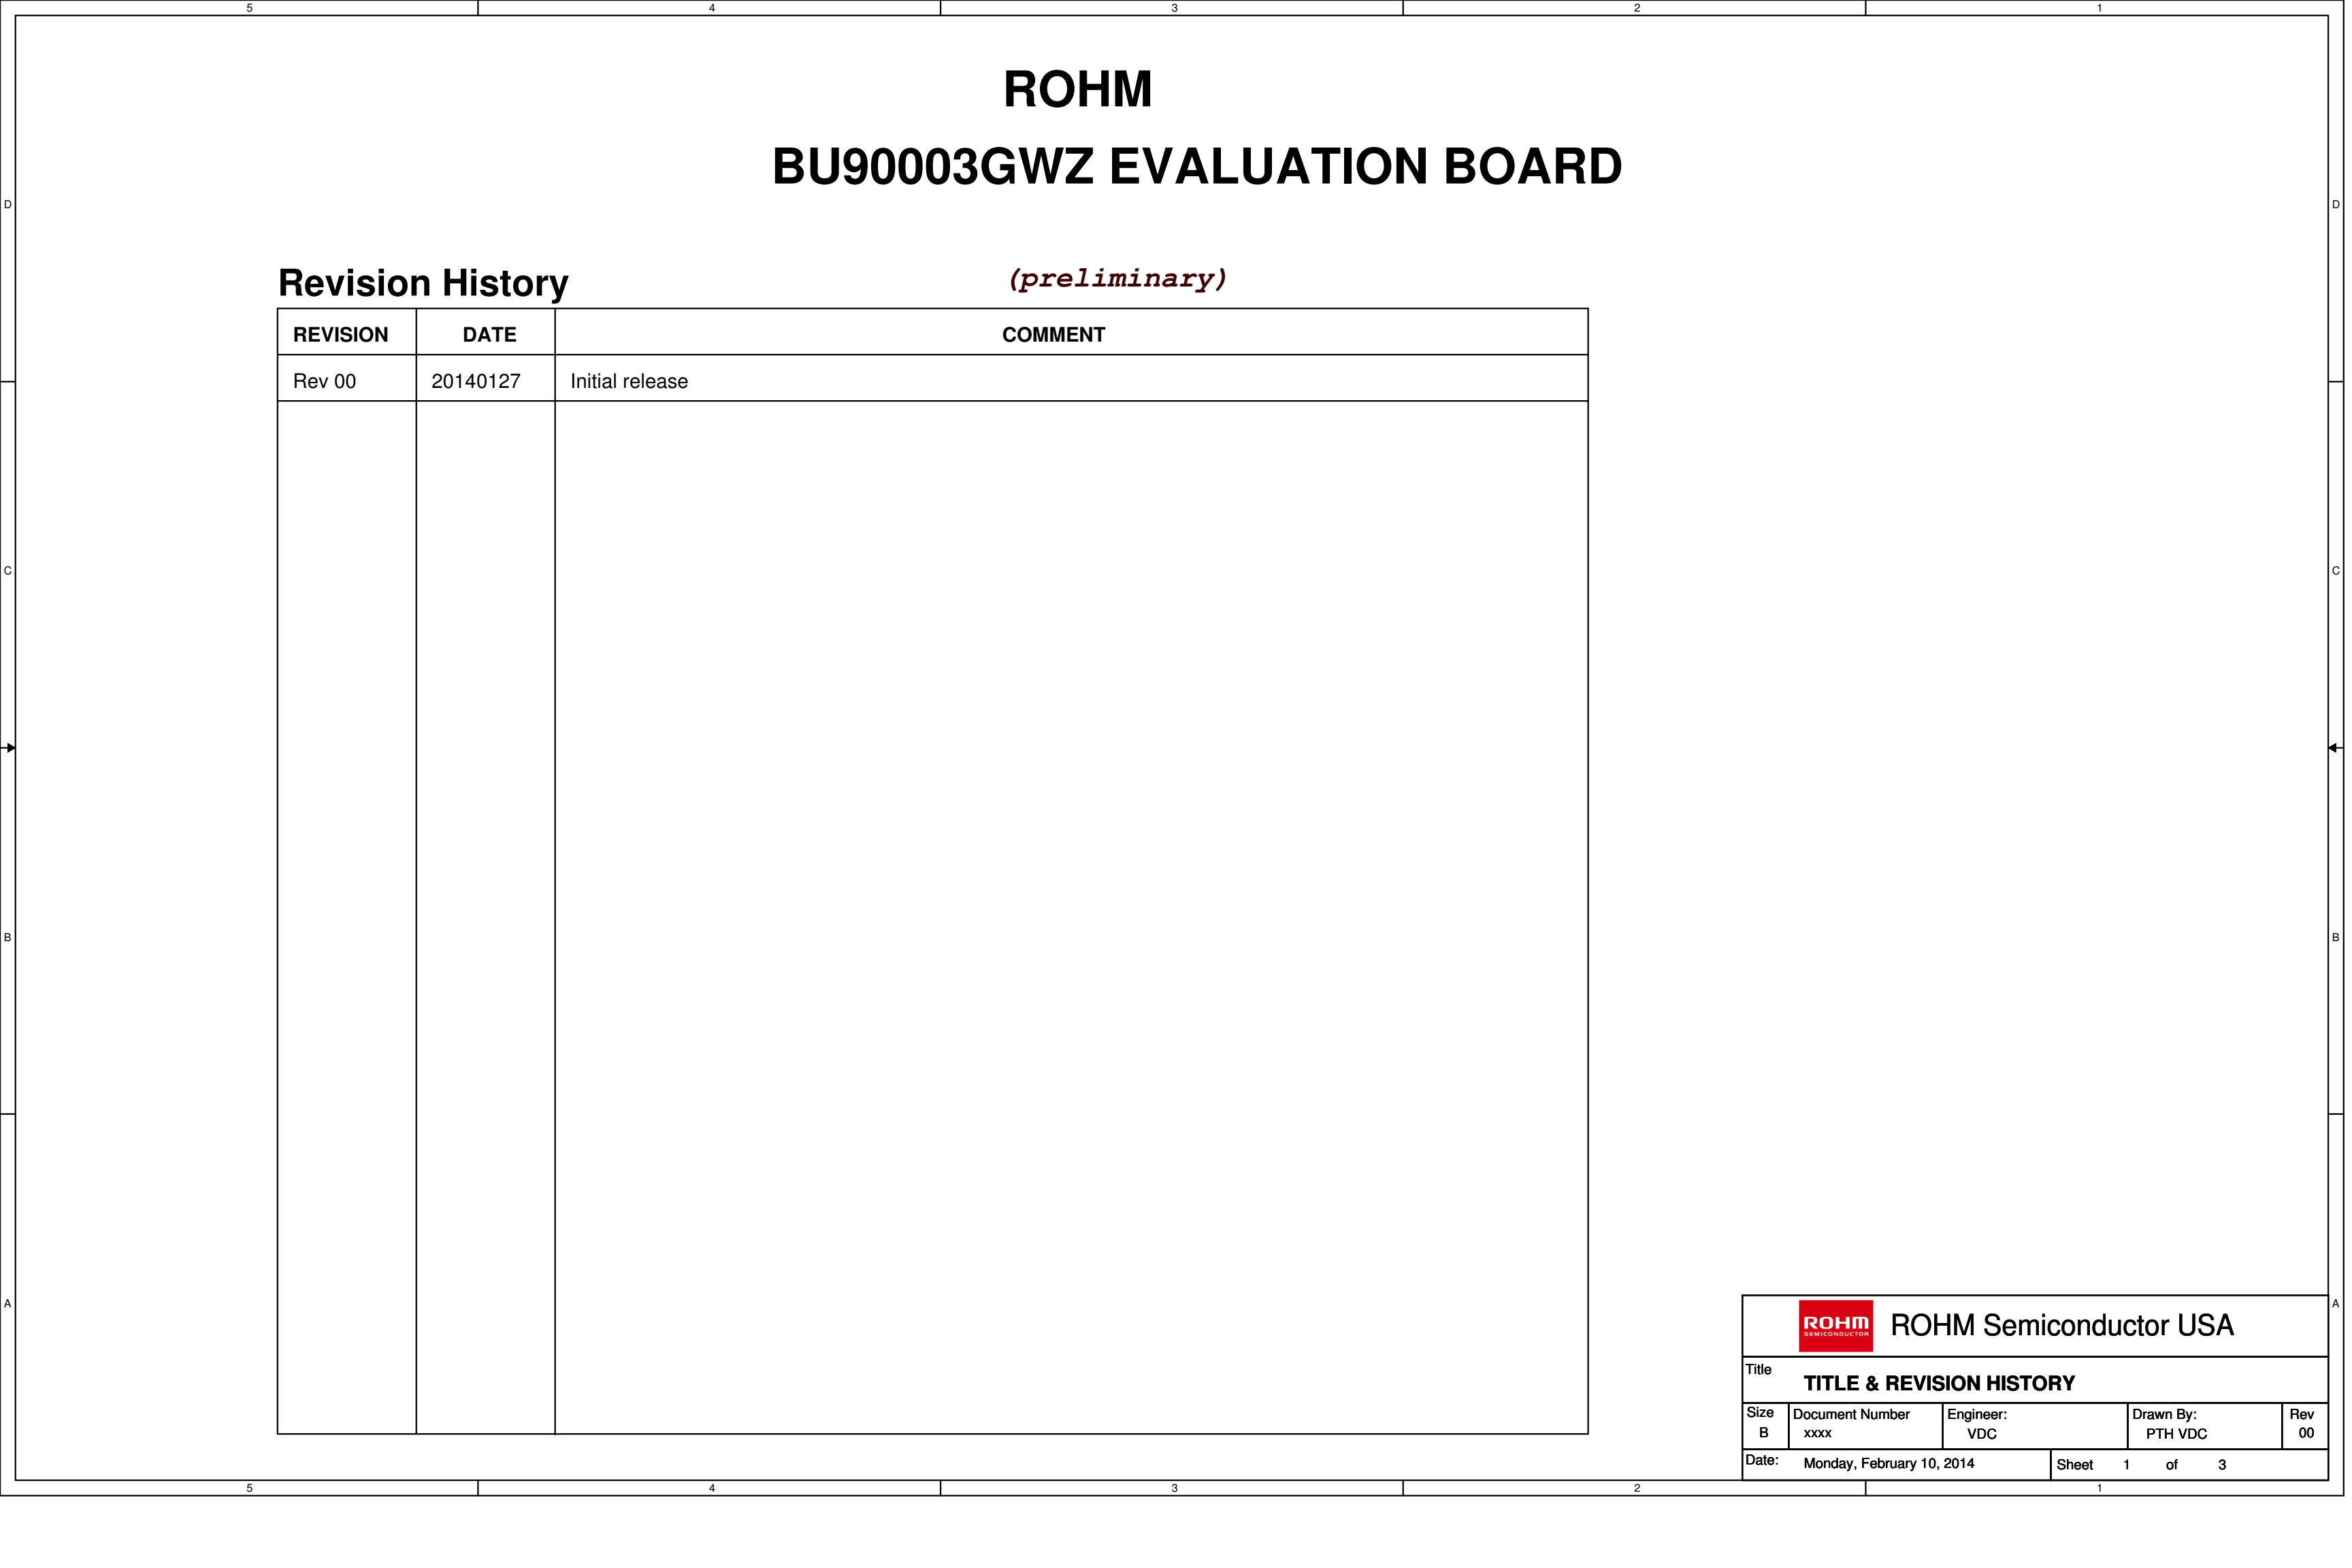 5 4 3 2 1
ROHM
BU90003GWZ EVALUATION BOARD
D D
Revision History (preliminary)
REVISION DATE COMMENT
Rev 00 20140127 Initial release
C C
B B
A A
ROHM SEMICONDUCTOR ROHM Semiconductor USA
Title
TITLE & REVISION HISTORY
Size Document Number Engineer: Drawn By: Rev
B xxxx VDC PTH VDC 00
Date: Monday, February 10, 2014 Sheet 1 of 3
5 4 3 2 1